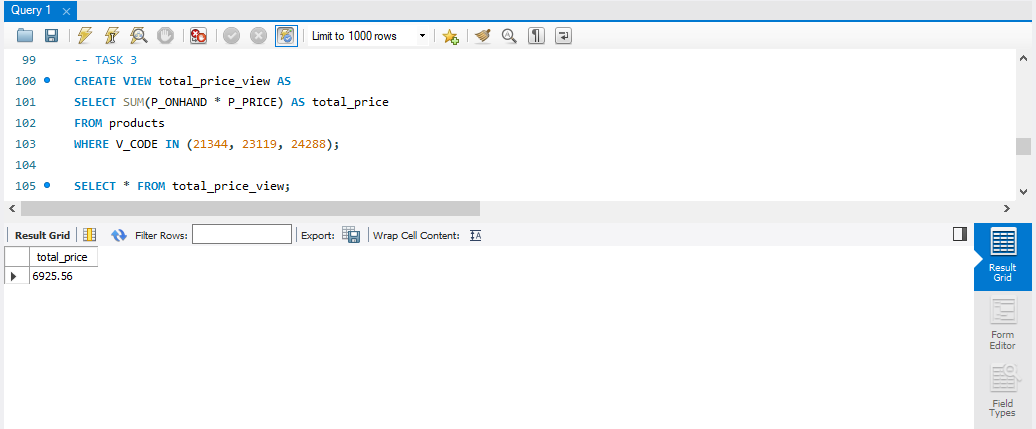 Query 1
Limit to 1000 rows
99 -- TASK 3
100 CREATE VIEW total_price_view AS
101 SELECT SUM(P_ONHAND * P_PRICE) AS total_price
102 FROM products
103 WHERE V_CODE IN (21344, 23119, 24288);
104
105 SELECT * FROM total_price_view;
Result Grid Filter Rows: Export: Wrap Cell Content:
total_price
6925.56
Result
Grid
Form
Editor
Field
Types